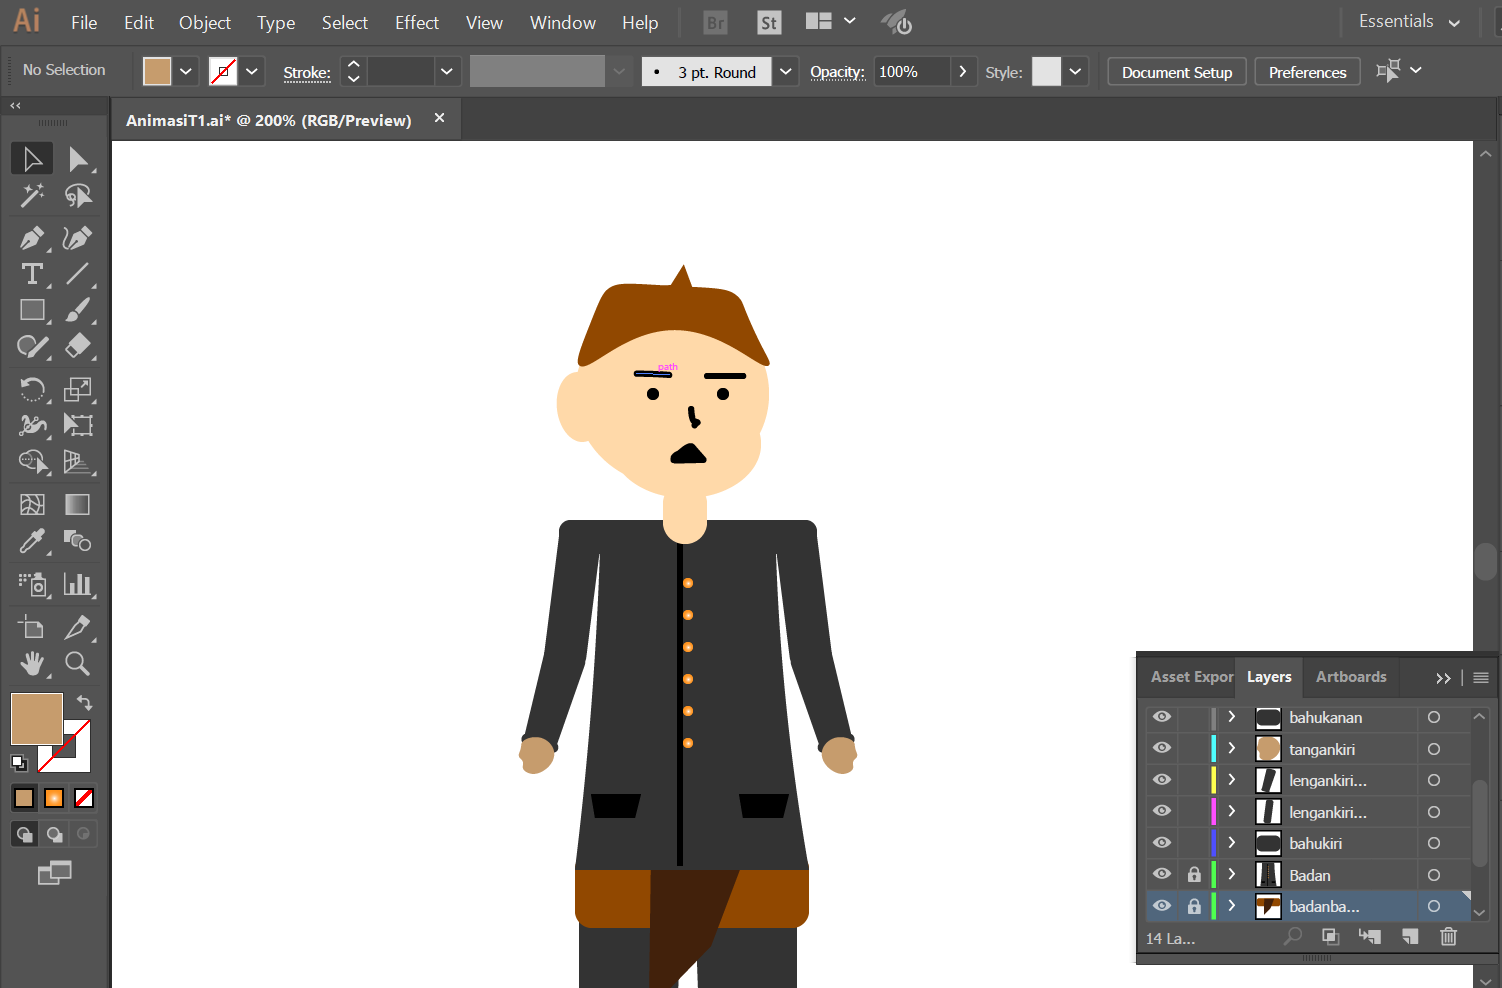 Ai File Edit Object Type Select Effect View Window Help Br St Essentials
No Selection Stroke: 3 pt. Round Opacity: 100% Style: Document Setup Preferences
AnimasiT1.ai* @ 200% (RGB/Preview)
path
Asset Expor Layers Artboards
bahukanan
tangankiri
lengankiri...
lengankiri...
bahukiri
Badan
badanba...
14 La...